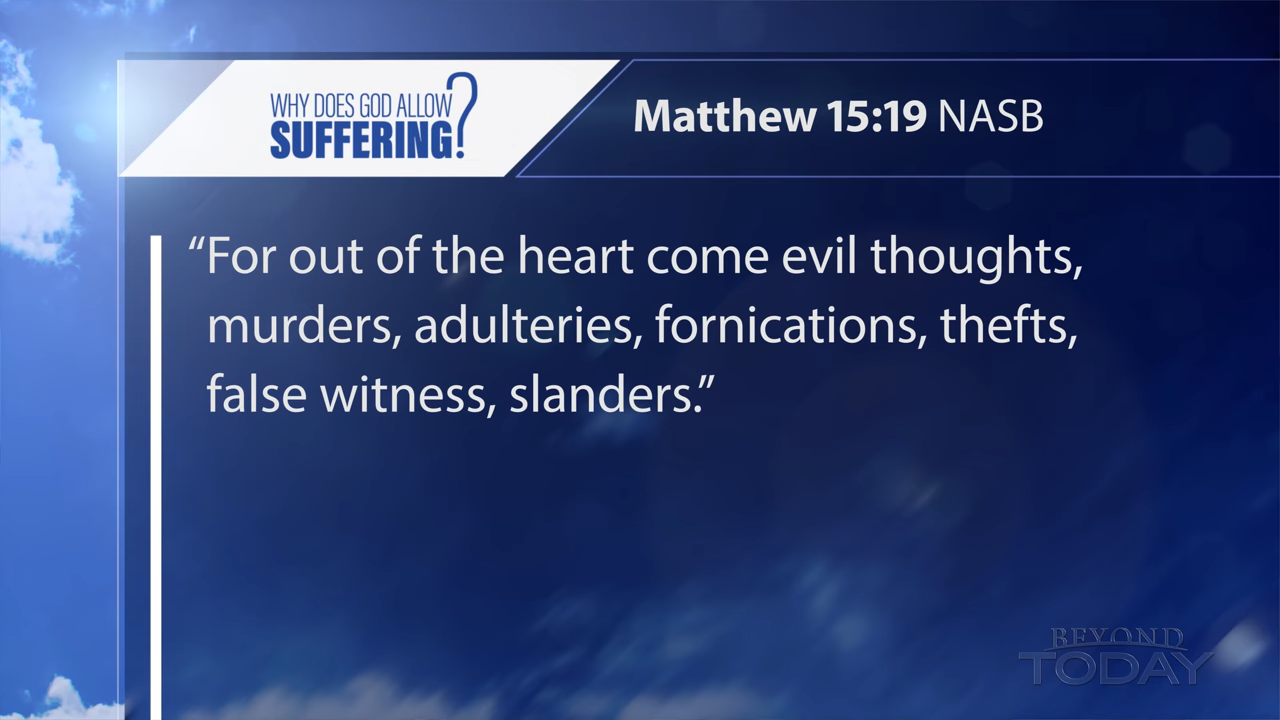 WHY DOES GOD ALLOW
SUFFERING?
Matthew 15:19 NASB
“For out of the heart come evil thoughts,
murders, adulteries, fornications, thefts,
false witness, slanders.”
BEYOND
TODAY